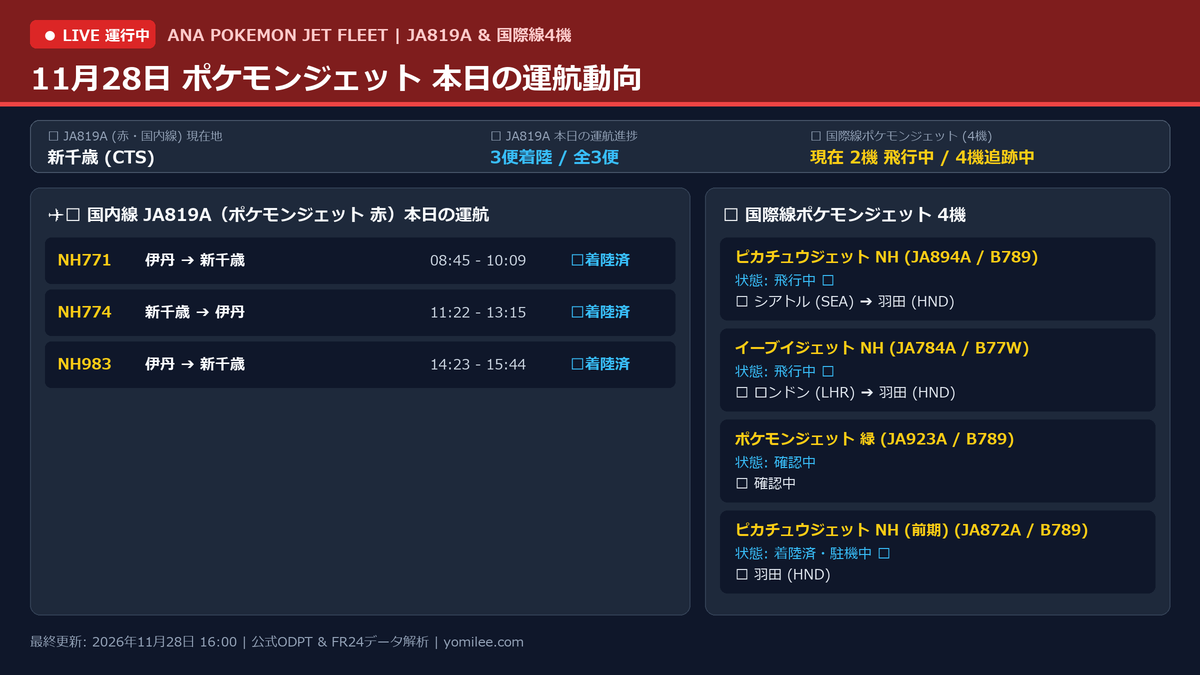 ● LIVE 運行中 ANA POKEMON JET FLEET | JA819A & 国際線4機
11月28日 ポケモンジェット 本日の運航動向
□ JA819A (赤・国内線) 現在地
新千歳 (CTS)
□ JA819A 本日の運航進捗
3便着陸 / 全3便
□ 国際線ポケモンジェット (4機)
現在 2機 飛行中 / 4機追跡中
✈□ 国内線 JA819A（ポケモンジェット 赤）本日の運航
NH771 伊丹 → 新千歳 08:45 - 10:09 □着陸済
NH774 新千歳 → 伊丹 11:22 - 13:15 □着陸済
NH983 伊丹 → 新千歳 14:23 - 15:44 □着陸済
□ 国際線ポケモンジェット 4機
ピカチュウジェット NH (JA894A / B789)
状態: 飛行中 □
□ シアトル (SEA) ➔ 羽田 (HND)
イーブイジェット NH (JA784A / B77W)
状態: 飛行中 □
□ ロンドン (LHR) ➔ 羽田 (HND)
ポケモンジェット 緑 (JA923A / B789)
状態: 確認中
□ 確認中
ピカチュウジェット NH (前期) (JA872A / B789)
状態: 着陸済・駐機中 □
□ 羽田 (HND)
最終更新: 2026年11月28日 16:00 | 公式ODPT & FR24データ解析 | yomilee.com